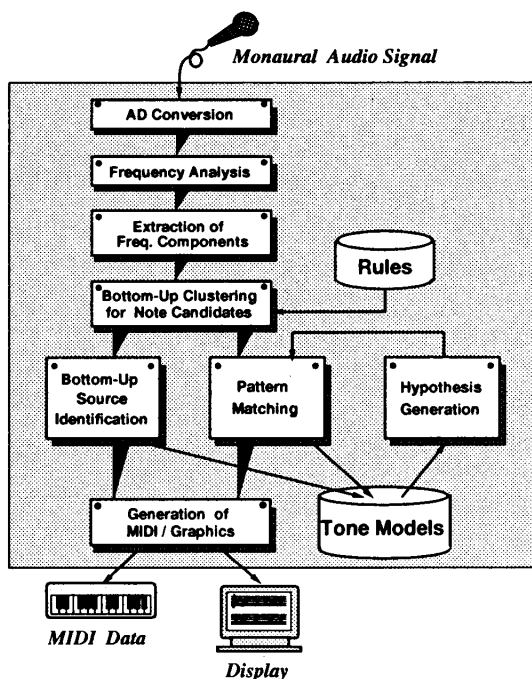 Monaural Audio Signal
AD Conversion
Frequency Analysis
Extraction of
Freq. Components
Rules
Bottom-Up Clustering
for Note Candidates
Bottom-Up
Source
Identification
Pattern
Matching
Hypothesis
Generation
Generation of
MIDI / Graphics
Tone Models
MIDI Data
Display